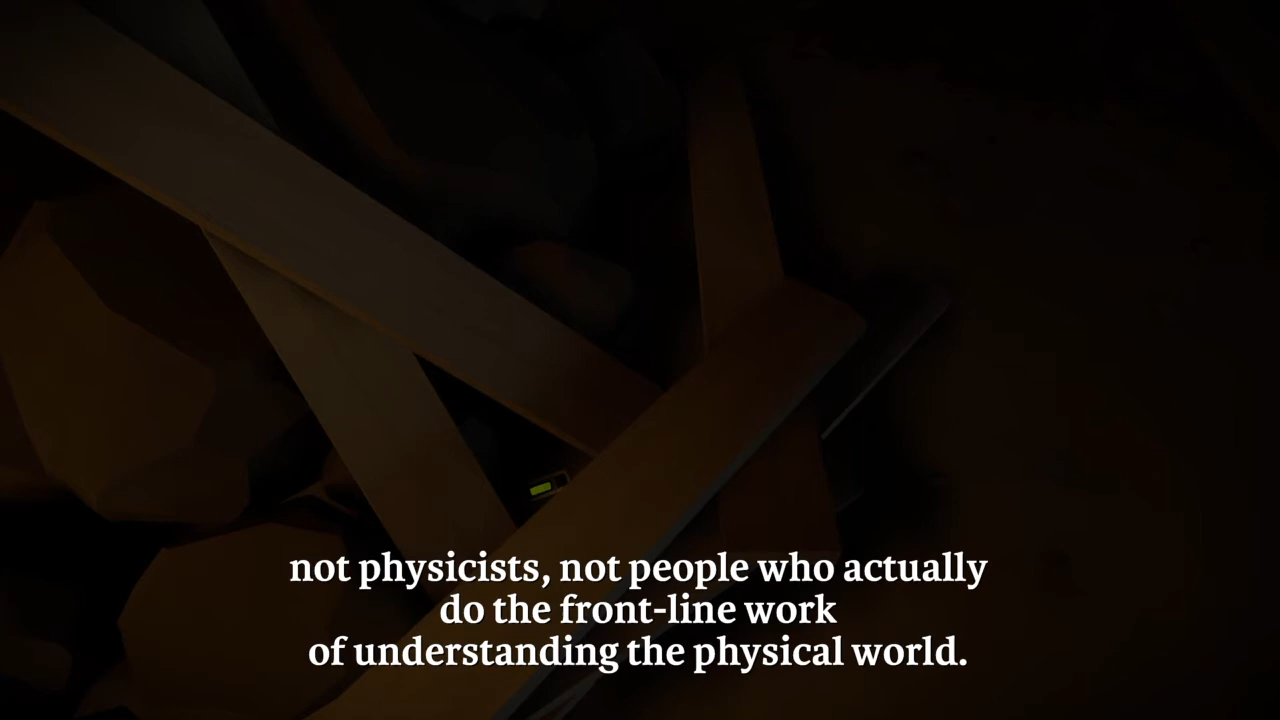 not physicists, not people who actually
do the front-line work
of understanding the physical world.